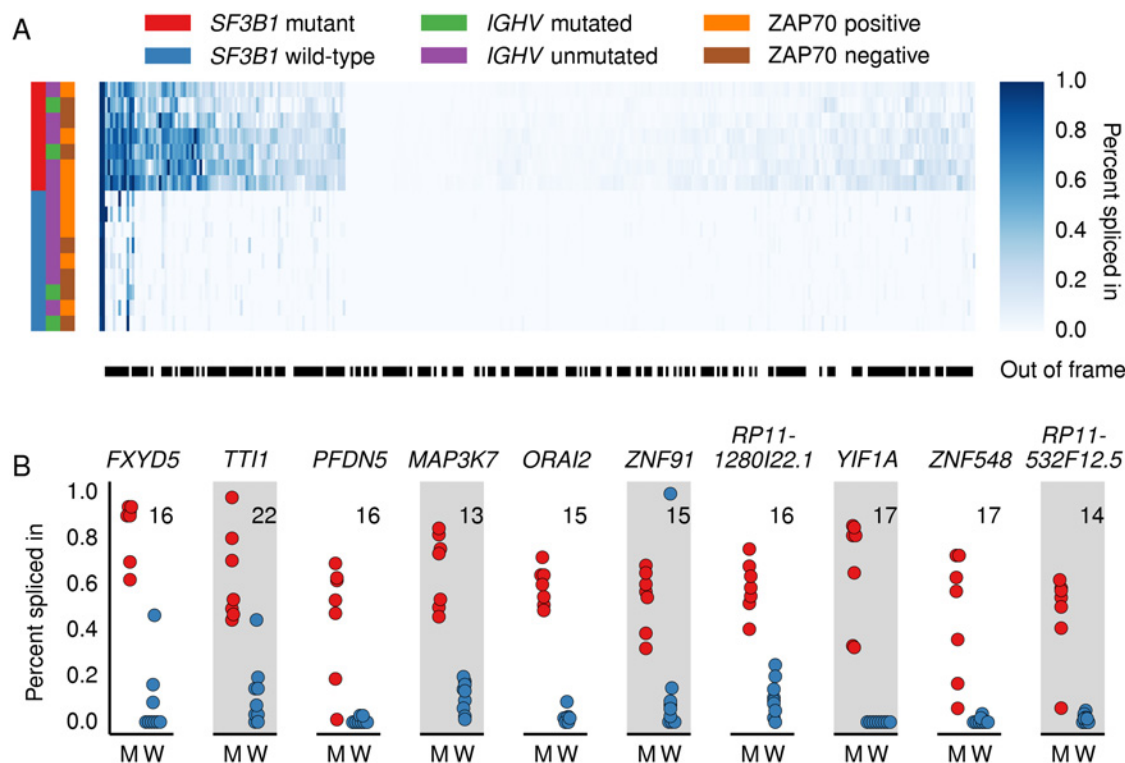 A
SF3B1 mutant IGHV mutated ZAP70 positive
SF3B1 wild-type IGHV unmutated ZAP70 negative
1.0
0.8
0.6
0.4
0.2
0.0
Percent spliced in
Out of frame
B
FXYD5 TTI1 PFDN5 MAP3K7 ORAI2 ZNF91 RP11-1280I22.1 YIF1A ZNF548 RP11-532F12.5
Percent spliced in
1.0
0.8
0.6
0.4
0.2
0.0
16 22 16 13 15 15 16 17 17 14
M W M W M W M W M W M W M W M W M W M W